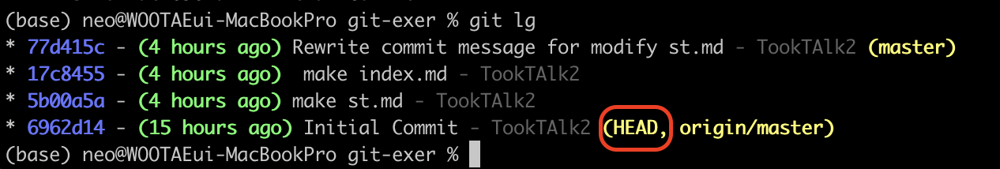 (base) neo@WOOTAEui-MacBookPro git-exer % git lg
* 77d415c - (4 hours ago) Rewrite commit message for modify st.md - TookTAlk2 (master)
* 17c8455 - (4 hours ago)  make index.md - TookTAlk2
* 5b00a5a - (4 hours ago) make st.md - TookTAlk2
* 6962d14 - (15 hours ago) Initial Commit - TookTAlk2 (HEAD, origin/master)
(base) neo@WOOTAEui-MacBookPro git-exer %